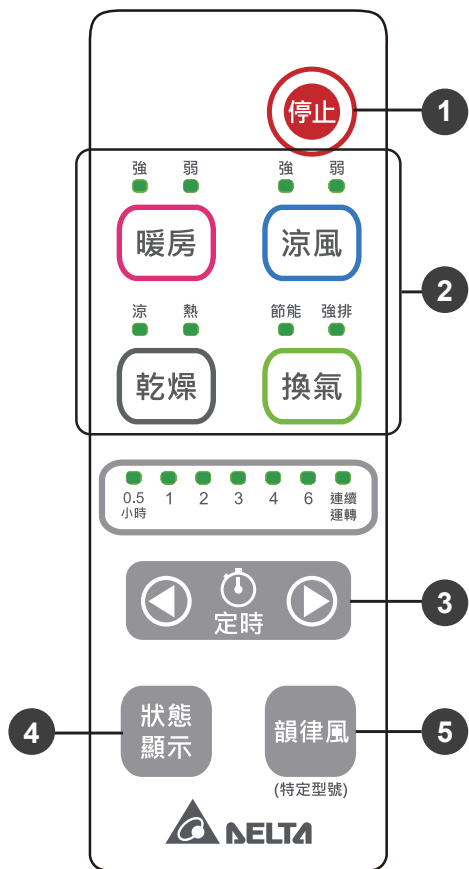 停止
1
強 弱 強 弱
暖房 涼風
2
涼 熱 節能 強排
乾燥 換氣
0.5 1 2 3 4 6 連續
小時 運轉
定時
3
狀態
顯示
4
韻律風
5
(特定型號)
DELTA